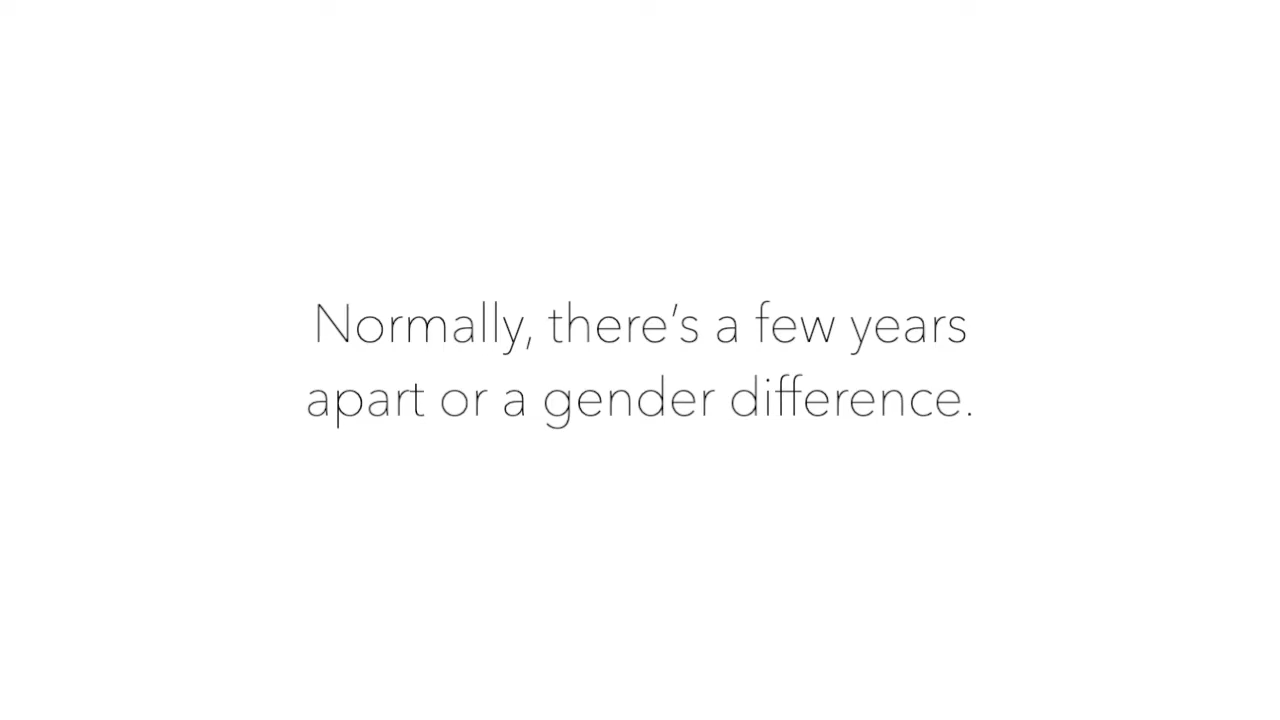 Normally, there’s a few years
apart or a gender difference.